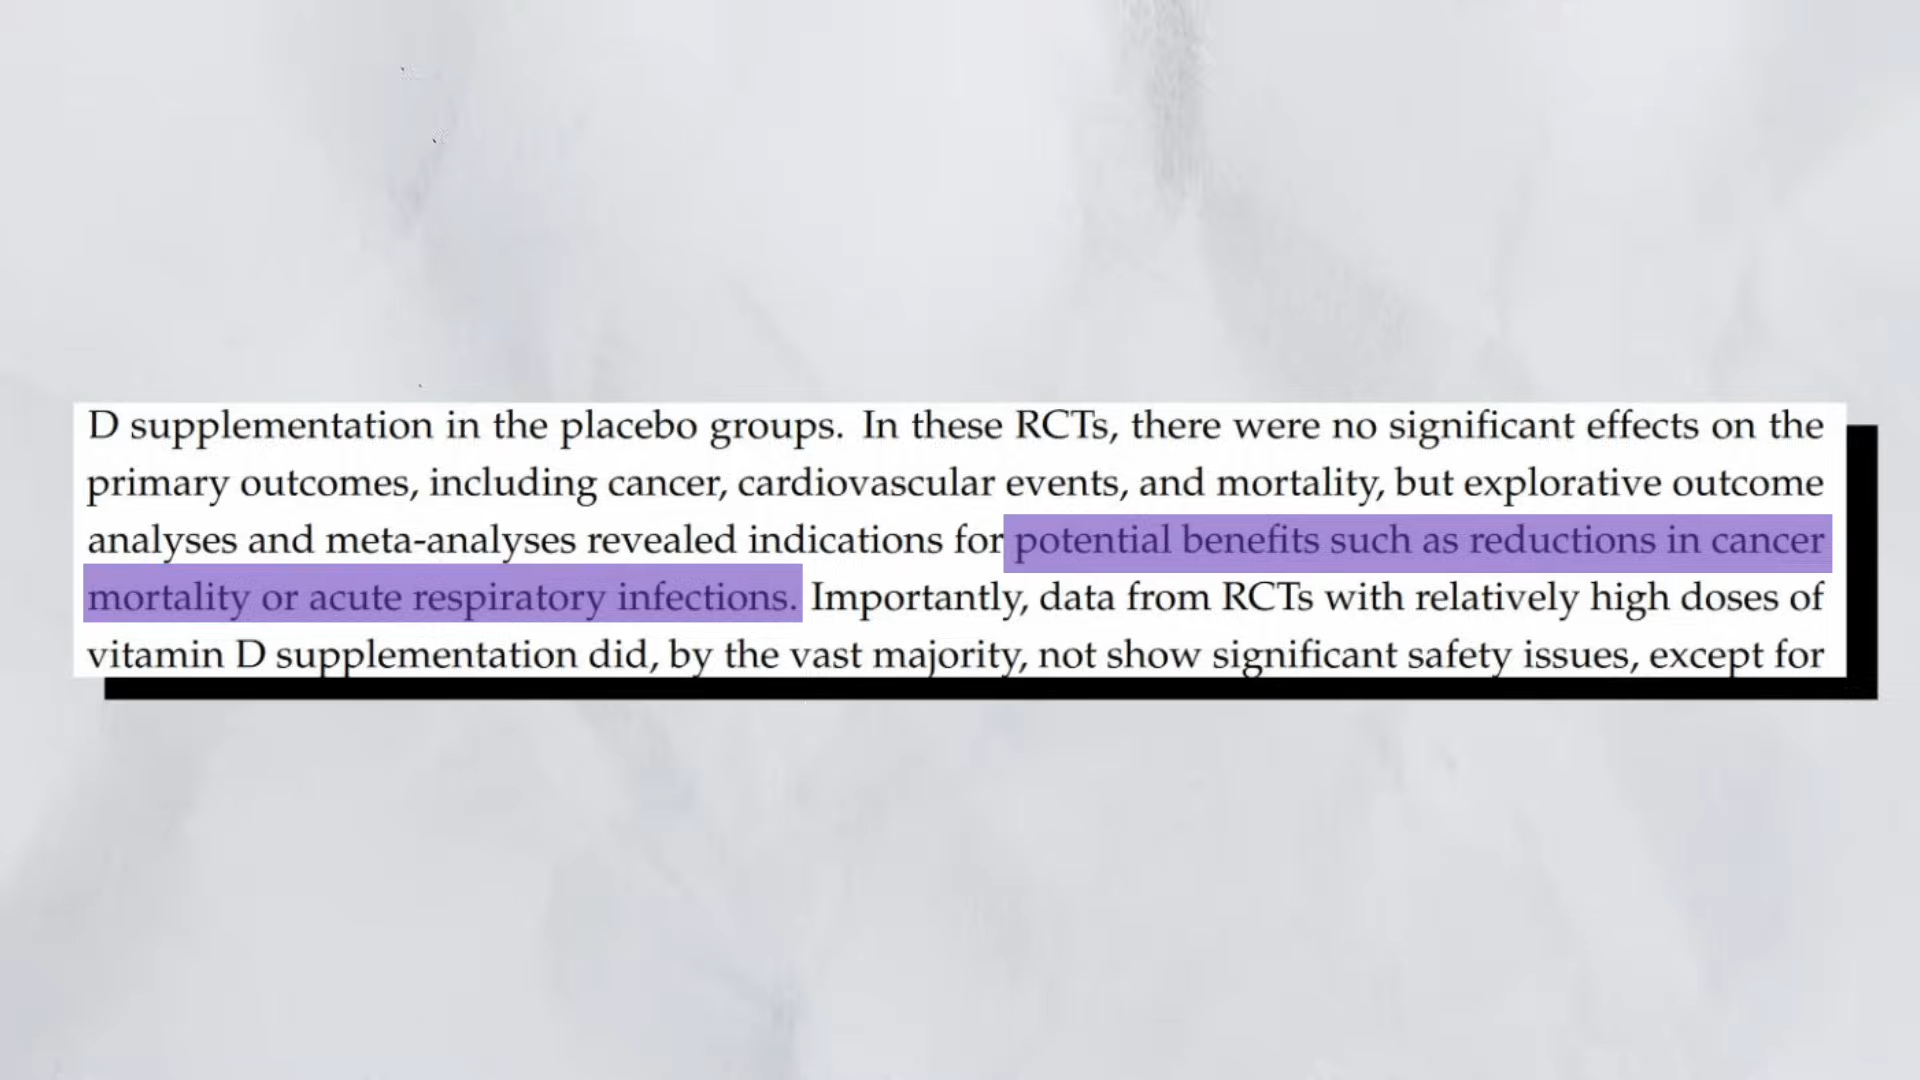 D supplementation in the placebo groups. In these RCTs, there were no significant effects on the
primary outcomes, including cancer, cardiovascular events, and mortality, but explorative outcome
analyses and meta-analyses revealed indications for potential benefits such as reductions in cancer
mortality or acute respiratory infections. Importantly, data from RCTs with relatively high doses of
vitamin D supplementation did, by the vast majority, not show significant safety issues, except for